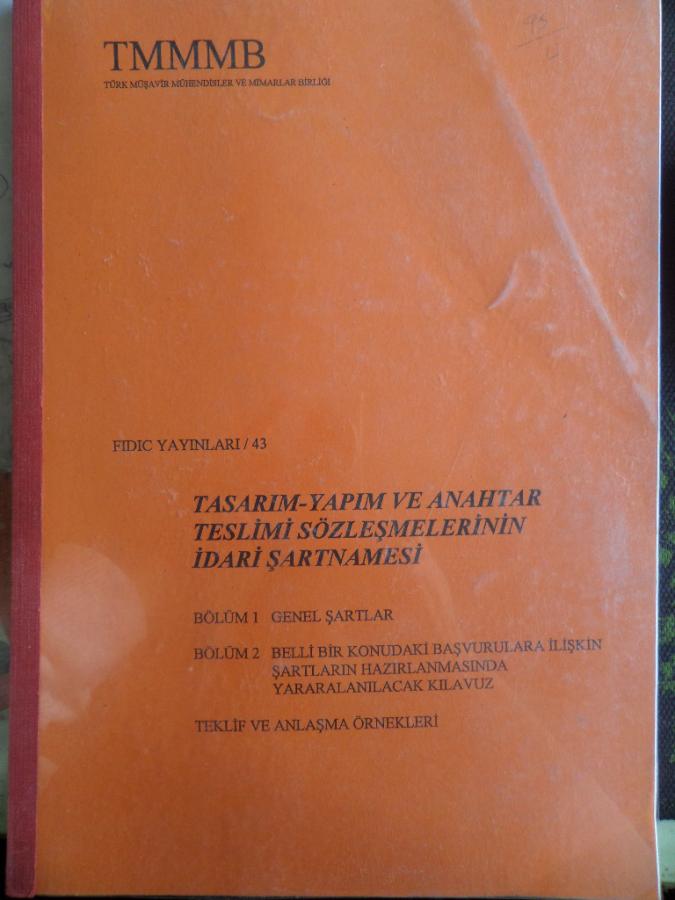 TMMMB
TÜRK MÜŞAVİR MÜHENDİSLER VE MİMARLAR BİRLİĞİ
FIDIC YAYINLARI / 43
TASARIM-YAPIM VE ANAHTAR
TESLİMİ SÖZLEŞMELERİNİN
İDARİ ŞARTNAMESİ
BÖLÜM 1 GENEL ŞARTLAR
BÖLÜM 2 BELLİ BİR KONUDAKİ BAŞVURULARA İLİŞKİN
ŞARTLARIN HAZIRLANMASINDA
YARARALANILACAK KILAVUZ
TEKLİF VE ANLAŞMA ÖRNEKLERİ